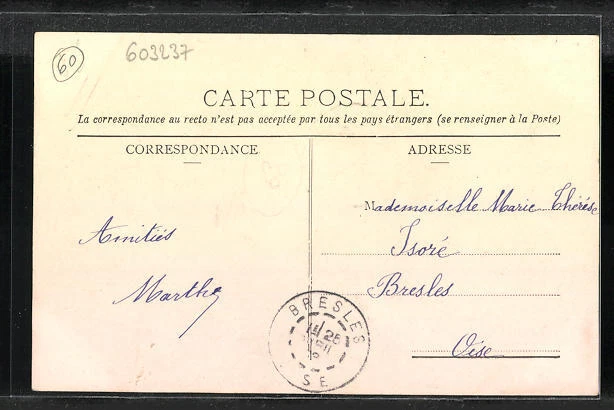 60
603237
CARTE POSTALE.
La correspondance au recto n'est pas acceptée par tous les pays étrangers (se renseigner à la Poste)
CORRESPONDANCE
ADRESSE
Amitiés
Marthe
Mademoiselle Marie Thérèse
Isoré
Bresles
Oise
BRESLES
25
SE